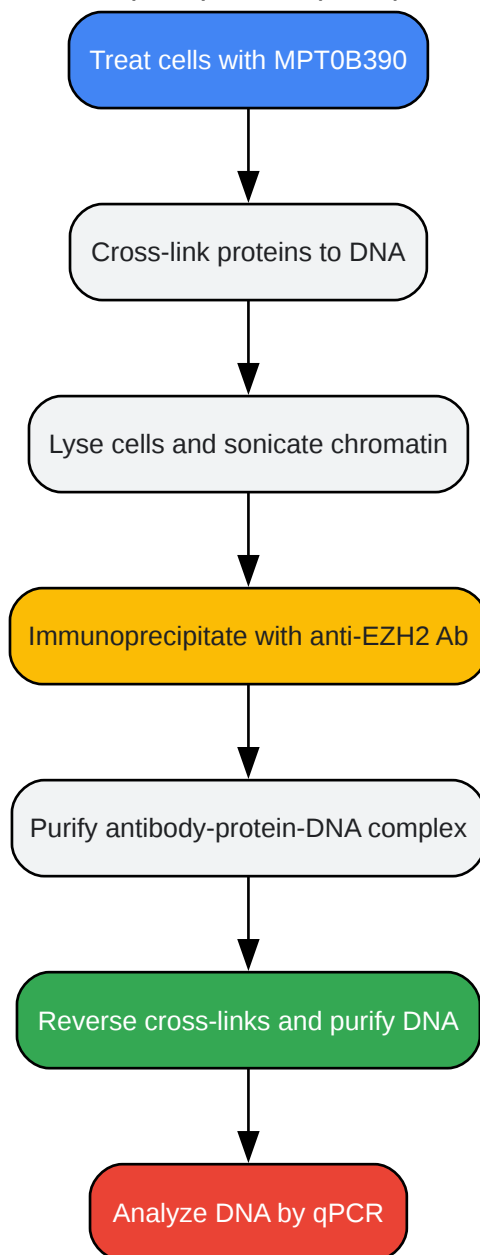 Treat cells with MPT0B390
Cross-link proteins to DNA
Lyse cells and sonicate chromatin
Immunoprecipitate with anti-EZH2 Ab
Purify antibody-protein-DNA complex
Reverse cross-links and purify DNA
Analyze DNA by qPCR